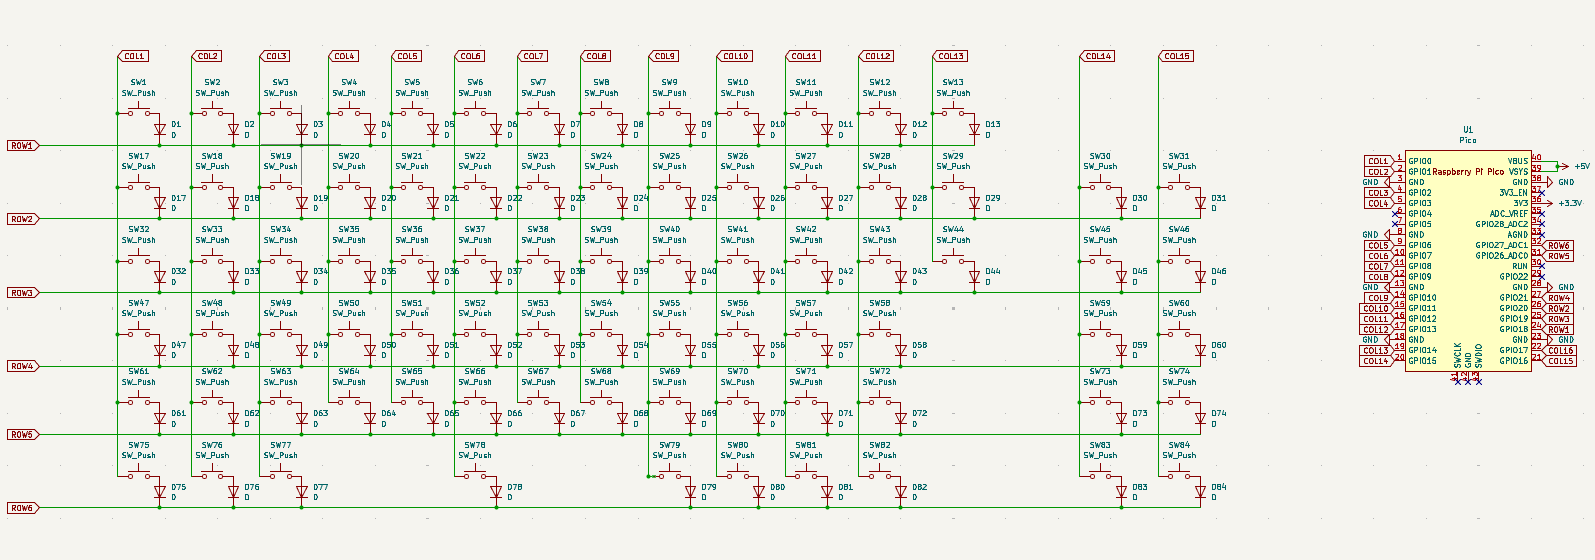 COL1 COL2 COL3 COL4 COL5 COL6 COL7 COL8 COL9 COL10 COL11 COL12 COL13 COL14 COL15
SW1 SW2 SW3 SW4 SW5 SW6 SW7 SW8 SW9 SW10 SW11 SW12 SW13
SW_Push SW_Push SW_Push SW_Push SW_Push SW_Push SW_Push SW_Push SW_Push SW_Push SW_Push SW_Push SW_Push
D1 D2 D3 D4 D5 D6 D7 D8 D9 D10 D11 D12 D13
D D D D D D D D D D D D D
ROW1
SW17 SW18 SW19 SW20 SW21 SW22 SW23 SW24 SW25 SW26 SW27 SW28 SW29 SW30 SW31
SW_Push SW_Push SW_Push SW_Push SW_Push SW_Push SW_Push SW_Push SW_Push SW_Push SW_Push SW_Push SW_Push SW_Push SW_Push
D17 D18 D19 D20 D21 D22 D23 D24 D25 D26 D27 D28 D29 D30 D31
D D D D D D D D D D D D D D D
ROW2
SW32 SW33 SW34 SW35 SW36 SW37 SW38 SW39 SW40 SW41 SW42 SW43 SW44 SW45 SW46
SW_Push SW_Push SW_Push SW_Push SW_Push SW_Push SW_Push SW_Push SW_Push SW_Push SW_Push SW_Push SW_Push SW_Push SW_Push
D32 D33 D34 D35 D36 D37 D38 D39 D40 D41 D42 D43 D44 D45 D46
D D D D D D D D D D D D D D D
ROW3
SW47 SW48 SW49 SW50 SW51 SW52 SW53 SW54 SW55 SW56 SW57 SW58 SW59 SW60
SW_Push SW_Push SW_Push SW_Push SW_Push SW_Push SW_Push SW_Push SW_Push SW_Push SW_Push SW_Push SW_Push SW_Push
D47 D48 D49 D50 D51 D52 D53 D54 D55 D56 D57 D58 D59 D60
D D D D D D D D D D D D D D
ROW4
SW61 SW62 SW63 SW64 SW65 SW66 SW67 SW68 SW69 SW70 SW71 SW72 SW73 SW74
SW_Push SW_Push SW_Push SW_Push SW_Push SW_Push SW_Push SW_Push SW_Push SW_Push SW_Push SW_Push SW_Push SW_Push
D61 D62 D63 D64 D65 D66 D67 D68 D69 D70 D71 D72 D73 D74
D D D D D D D D D D D D D D
ROW5
SW75 SW76 SW77 SW78 SW79 SW80 SW81 SW82 SW83 SW84
SW_Push SW_Push SW_Push SW_Push SW_Push SW_Push SW_Push SW_Push SW_Push SW_Push
D75 D76 D77 D78 D79 D80 D81 D82 D83 D84
D D D D D D D D D D
ROW6
U1
Pico
COL1 1 GPIO0 VBUS 40
COL2 2 GPIO1 Raspberry Pi Pico VSYS 39 +5V
GND 3 GND GND 38 GND
COL3 4 GPIO2 3V3_EN 37
COL4 5 GPIO3 3V3 36 +3.3V
6 GPIO4 ADC_VREF 35
7 GPIO5 GPIO28_ADC2 34
GND 8 GND AGND 33
COL5 9 GPIO6 GPIO27_ADC1 32 ROW6
COL6 10 GPIO7 GPIO26_ADC0 31 ROW5
COL7 11 GPIO8 RUN 30
COL8 12 GPIO9 GPIO22 29
GND 13 GND GND 28 GND
COL9 14 GPIO10 GPIO21 27 ROW4
COL10 15 GPIO11 GPIO20 26 ROW2
COL11 16 GPIO12 GPIO19 25 ROW3
COL12 17 GPIO13 GPIO18 24 ROW1
GND 18 GND GND 23 GND
COL13 19 GPIO14 GPIO17 22 COL16
COL14 20 GPIO15 GPIO16 21 COL15
SWCLK GND SWDIO
41 42 43